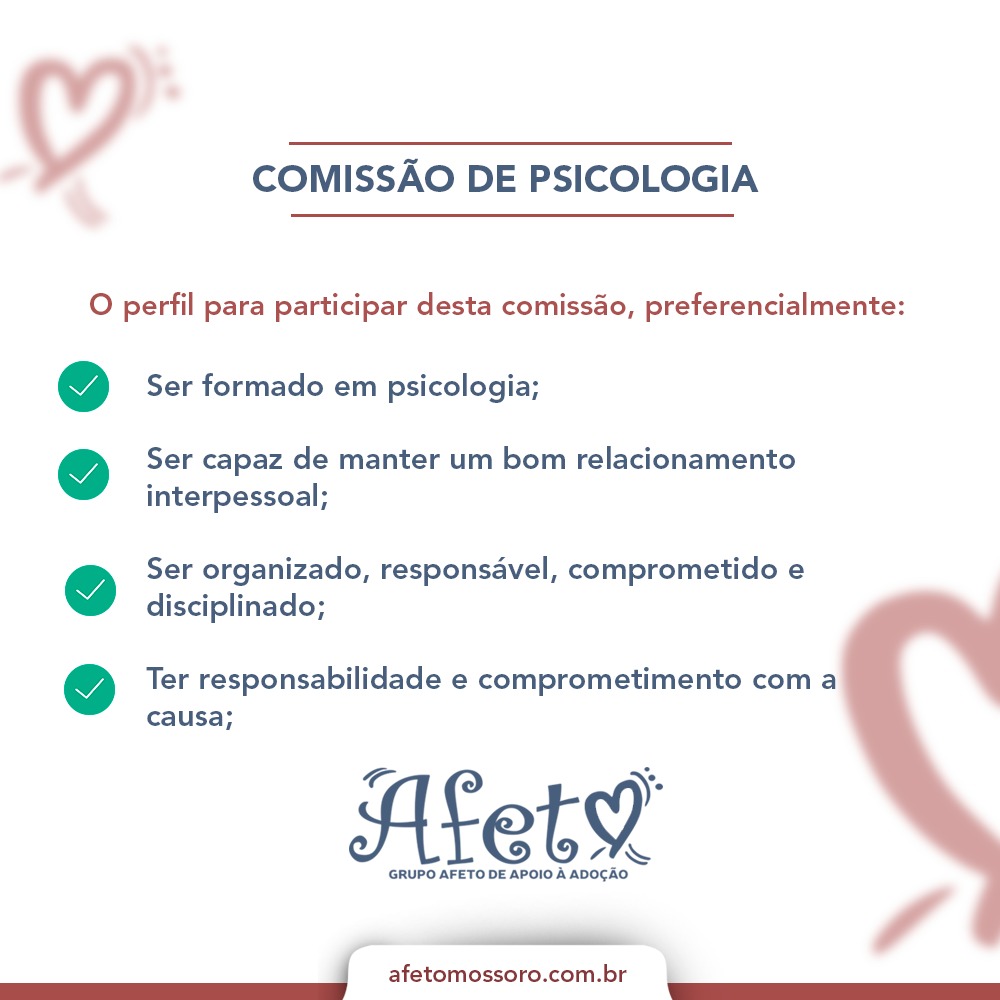 COMISSÃO DE PSICOLOGIA
O perfil para participar desta comissão, preferencialmente:
Ser formado em psicologia;
Ser capaz de manter um bom relacionamento
interpessoal;
Ser organizado, responsável, comprometido e
disciplinado;
Ter responsabilidade e comprometimento com a
causa;
Afeto
GRUPO AFETO DE APOIO À ADOÇÃO
afetomossoro.com.br